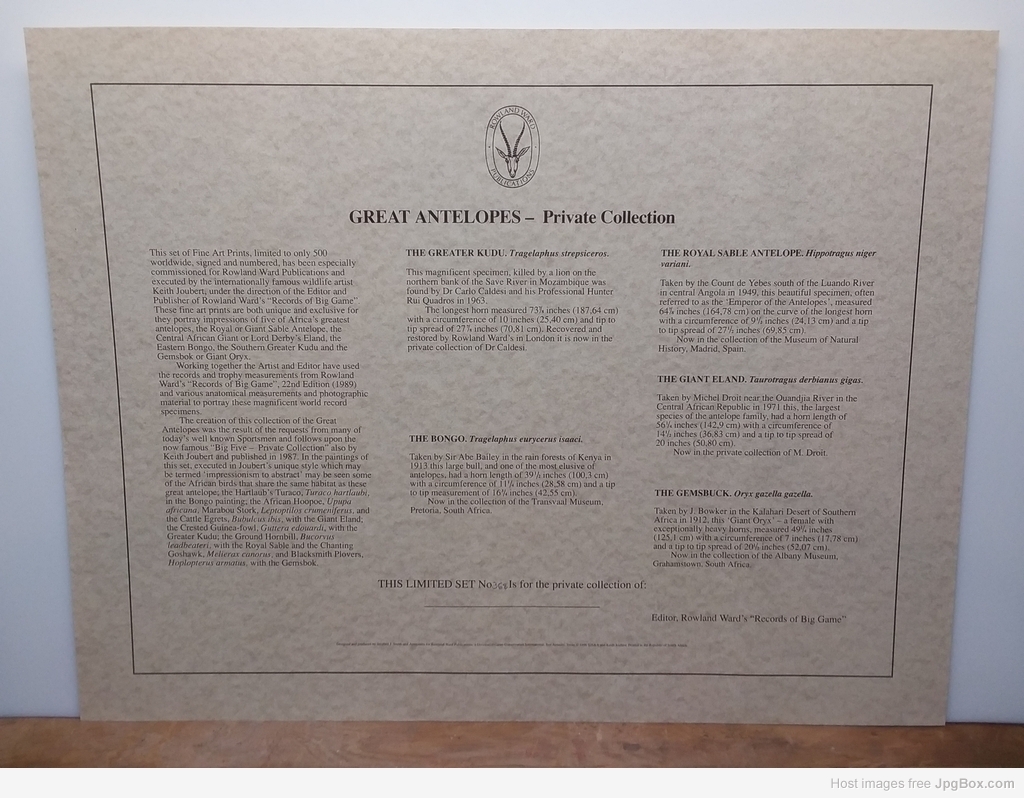 ROWLAND WARD
PUBLICATIONS
GREAT ANTELOPES – Private Collection
This set of Fine Art Prints, limited to only 500
worldwide, signed and numbered, has been especially
commissioned for Rowland Ward Publications and
executed by the internationally famous wildlife artist
Keith Joubert, under the direction of the Editor and
Publisher of Rowland Ward's “Records of Big Game”.
These fine art prints are both unique and exclusive for
they portray impressions of five of Africa's greatest
antelopes, the Royal or Giant Sable Antelope, the
Central African Giant or Lord Derby's Eland, the
Eastern Bongo, the Southern Greater Kudu and the
Gemsbok or Giant Oryx.
Working together the Artist and Editor have used
the records and trophy measurements from Rowland
Ward's “Records of Big Game”, 22nd Edition (1989)
and various anatomical measurements and photographic
material to portray these magnificent world record
specimens.
The creation of this collection of the Great
Antelopes was the result of the requests from many of
today's well known Sportsmen and follows upon the
now famous “Big Five – Private Collection” also by
Keith Joubert and published in 1987. In the paintings of
this set, executed in Joubert's unique style which may
be termed 'impressionism to abstract' may be seen some
of the African birds that share the same habitat as these
great antelope, the Hartlaub's Turaco, Turaco hartlaubi,
in the Bongo painting; the African Hoopoe, Upupa
africana, Marabou Stork, Leptoptilos crumeniferus, and
the Cattle Egrets, Bubulcus ibis, with the Giant Eland;
the Crested Guinea-fowl, Guttera edouardi, with the
Greater Kudu; the Ground Hornbill, Bucorvus
leadbeateri, with the Royal Sable and the Chanting
Goshawk, Melierax canorus, and Blacksmith Plovers,
Hoplopterus armatus, with the Gemsbok.
THE GREATER KUDU. Tragelaphus strepsiceros.
This magnificent specimen, killed by a lion on the
northern bank of the Save River in Mozambique was
found by Dr Carlo Caldesi and his Professional Hunter
Rui Quadros in 1963.
The longest horn measured 73⅞ inches (187,64 cm)
with a circumference of 10 inches (25,40 cm) and tip to
tip spread of 27⅞ inches (70,81 cm). Recovered and
restored by Rowland Ward's in London it is now in the
private collection of Dr Caldesi.
THE BONGO. Tragelaphus eurycerus isaaci.
Taken by Sir Abe Bailey in the rain forests of Kenya in
1913 this large bull, and one of the most elusive of
antelopes, had a horn length of 39½ inches (100,3 cm)
with a circumference of 11¼ inches (28,58 cm) and a tip
to tip measurement of 16¾ inches (42,55 cm).
Now in the collection of the Transvaal Museum,
Pretoria, South Africa.
THE ROYAL SABLE ANTELOPE. Hippotragus niger
variani.
Taken by the Count de Yebes south of the Luando River
in central Angola in 1949, this beautiful specimen, often
referred to as the 'Emperor of the Antelopes', measured
64⅞ inches (164,78 cm) on the curve of the longest horn
with a circumference of 9½ inches (24,13 cm) and a tip
to tip spread of 27½ inches (69,85 cm).
Now in the collection of the Museum of Natural
History, Madrid, Spain.
THE GIANT ELAND. Taurotragus derbianus gigas.
Taken by Michel Droit near the Ouandjia River in the
Central African Republic in 1971 this, the largest
species of the antelope family, had a horn length of
56¼ inches (142,9 cm) with a circumference of
14½ inches (36,83 cm) and a tip to tip spread of
20 inches (50,80 cm).
Now in the private collection of M. Droit.
THE GEMSBUCK. Oryx gazella gazella.
Taken by J. Bowker in the Kalahari Desert of Southern
Africa in 1912, this 'Giant Oryx' – a female with
exceptionally heavy horns, measured 49¼ inches
(125,1 cm) with a circumference of 7 inches (17,78 cm)
and a tip to tip spread of 20½ inches (52,07 cm).
Now in the collection of the Albany Museum,
Grahamstown, South Africa.
THIS LIMITED SET No Is for the private collection of:
Editor, Rowland Ward's “Records of Big Game”
Host images free JpgBox.com